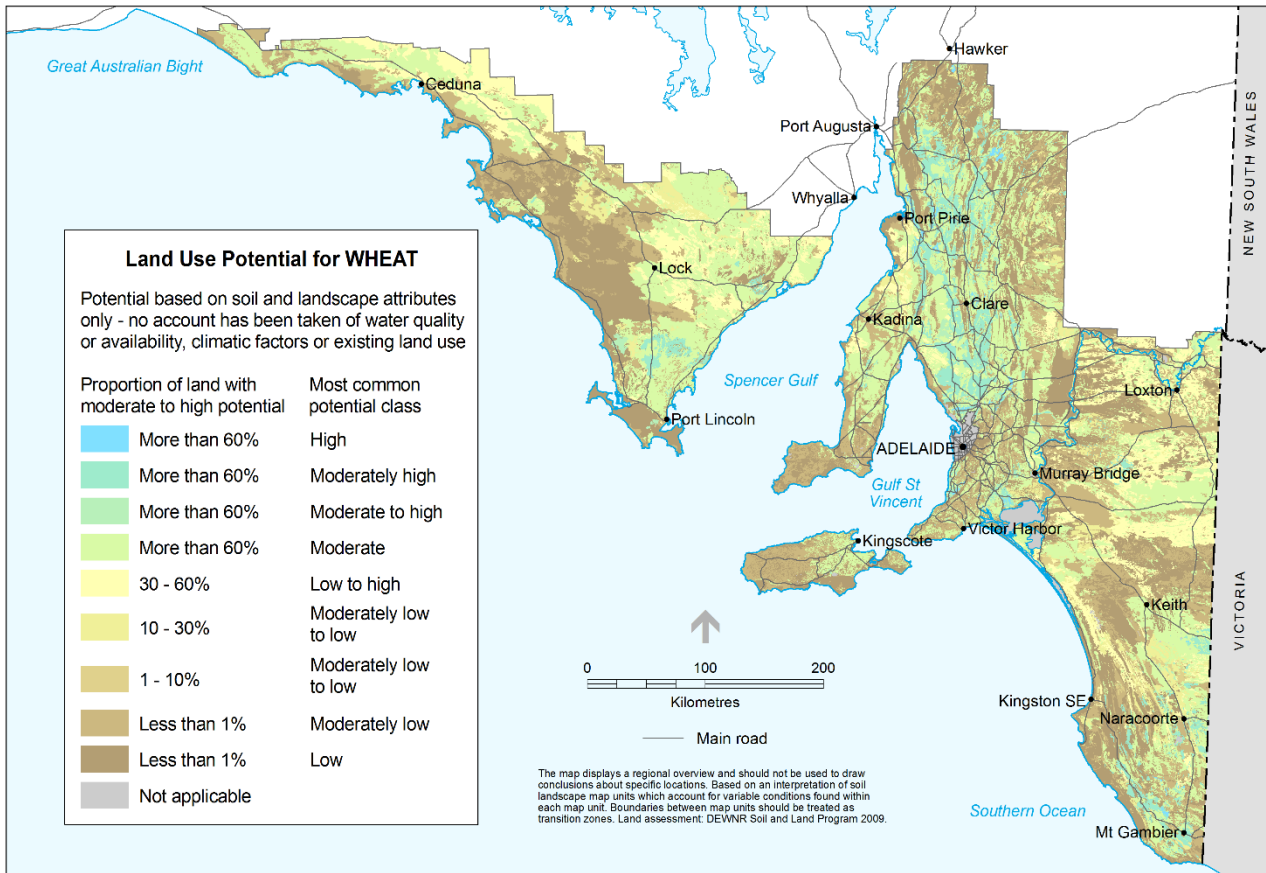 Great Australian Bight
Ceduna
Hawker
Port Augusta
Whyalla
Port Pirie
Lock
Clare
Kadina
Spencer Gulf
Loxton
Port Lincoln
ADELAIDE
Gulf St
Vincent
Murray Bridge
Victor Harbor
Kingscote
Keith
Kingston SE
Naracoorte
Southern Ocean
Mt Gambier
NEW SOUTH WALES
VICTORIA
Land Use Potential for WHEAT
Potential based on soil and landscape attributes
only - no account has been taken of water quality
or availability, climatic factors or existing land use
Proportion of land with
moderate to high potential
Most common
potential class
More than 60% High
More than 60% Moderately high
More than 60% Moderate to high
More than 60% Moderate
30 - 60% Low to high
10 - 30% Moderately low
to low
1 - 10% Moderately low
to low
Less than 1% Moderately low
Less than 1% Low
Not applicable
0 100 200
Kilometres
Main road
The map displays a regional overview and should not be used to draw
conclusions about specific locations. Based on an interpretation of soil
landscape map units which account for variable conditions found within
each map unit. Boundaries between map units should be treated as
transition zones. Land assessment: DEWNR Soil and Land Program 2009.